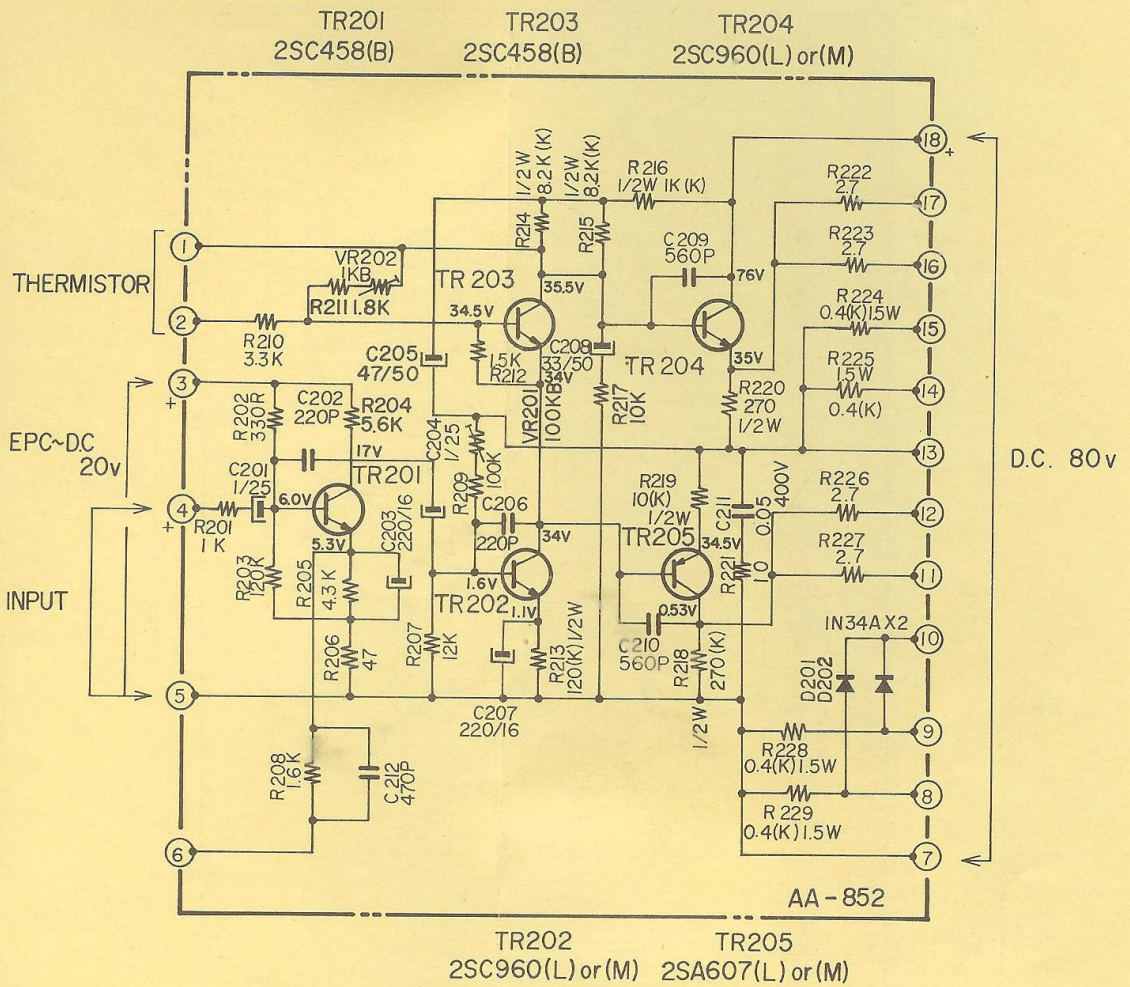 TR201
2SC458(B)
TR203
2SC458(B)
TR204
2SC960(L) or(M)
18
+
1/2W
8.2K(K)
1/2W
8.2K(K)
R216
1/2W 1K(K)
R222
2.7
17
R214
R215
C209
560P
R223
2.7
16
1
THERMISTOR
VR202
1KB
R211 1.8K
TR203
35.5V
76V
34.5V
R224
0.4(K)1.5W
15
2
R210
3.3K
C205
47/50
1.5K
R212
C208
33/50
34V
TR204
35V
R225
1.5W
0.4(K)
14
3
+
R202
330R
C202
220P
R204
5.6K
C204
1/25
VR201
100KB
R217
10K
R220
270
1/2W
13
EPC~D.C
20v
17V
TR201
R209
100K
D.C. 80v
C201
1/25
6.0V
C203
220/16
C206
220P
34V
R219
10(K)
1/2W
C211
0.05
400V
R226
2.7
12
4
+
R201
1K
5.3V
TR205
34.5V
R227
2.7
11
R203
120K
R205
4.3K
1.6V
TR202
1.1V
0.53V
R221
10
INPUT
R206
47
R207
12K
R213
120(K) 1/2W
C210
560P
R218
270(K)
1/2W
1N34A X2
10
D201
D202
5
C207
220/16
9
R228
0.4(K)1.5W
R208
1.6K
C212
470P
8
R229
0.4(K)1.5W
6
7
AA-852
TR202
2SC960(L) or(M)
TR205
2SA607(L) or(M)